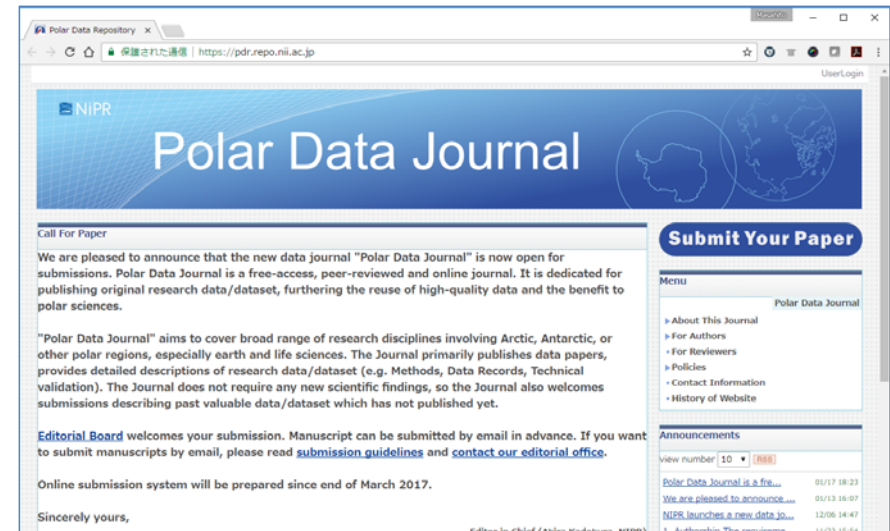 Polar Data Repository
保護された通信 | https://pdr.repo.nii.ac.jp
UserLogin
NiPR
Polar Data Journal
Call For Paper
We are pleased to announce that the new data journal "Polar Data Journal" is now open for
submissions. Polar Data Journal is a free-access, peer-reviewed and online journal. It is dedicated for
publishing original research data/dataset, furthering the reuse of high-quality data and the benefit to
polar sciences.
"Polar Data Journal" aims to cover broad range of research disciplines involving Arctic, Antarctic, or
other polar regions, especially earth and life sciences. The Journal primarily publishes data papers,
provides detailed descriptions of research data/dataset (e.g. Methods, Data Records, Technical
validation). The Journal does not require any new scientific findings, so the Journal also welcomes
submissions describing past valuable data/dataset which has not published yet.
Editorial Board welcomes your submission. Manuscript can be submitted by email in advance. If you want
to submit manuscripts by email, please read submission guidelines and contact our editorial office.
Online submission system will be prepared since end of March 2017.
Sincerely yours,
Submit Your Paper
Menu
Polar Data Journal
About This Journal
For Authors
For Reviewers
Policies
Contact Information
History of Website
Announcements
view number 10 RSS
Polar Data Journal is a fre... 01/17 18:23
We are pleased to announce ... 01/13 16:07
NIPR launches a new data jo... 12/06 14:47